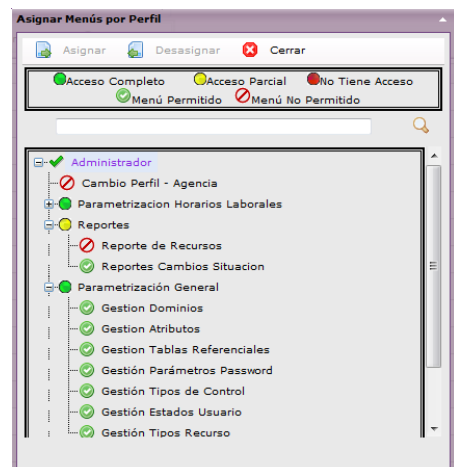 Asignar Menús por Perfil
Asignar Desasignar Cerrar
Acceso Completo Acceso Parcial No Tiene Acceso
Menú Permitido Menú No Permitido
Administrador
Cambio Perfil - Agencia
Parametrizacion Horarios Laborales
Reportes
Reporte de Recursos
Reportes Cambios Situacion
Parametrización General
Gestion Dominios
Gestion Atributos
Gestion Tablas Referenciales
Gestión Parámetros Password
Gestión Tipos de Control
Gestión Estados Usuario
Gestión Tipos Recurso